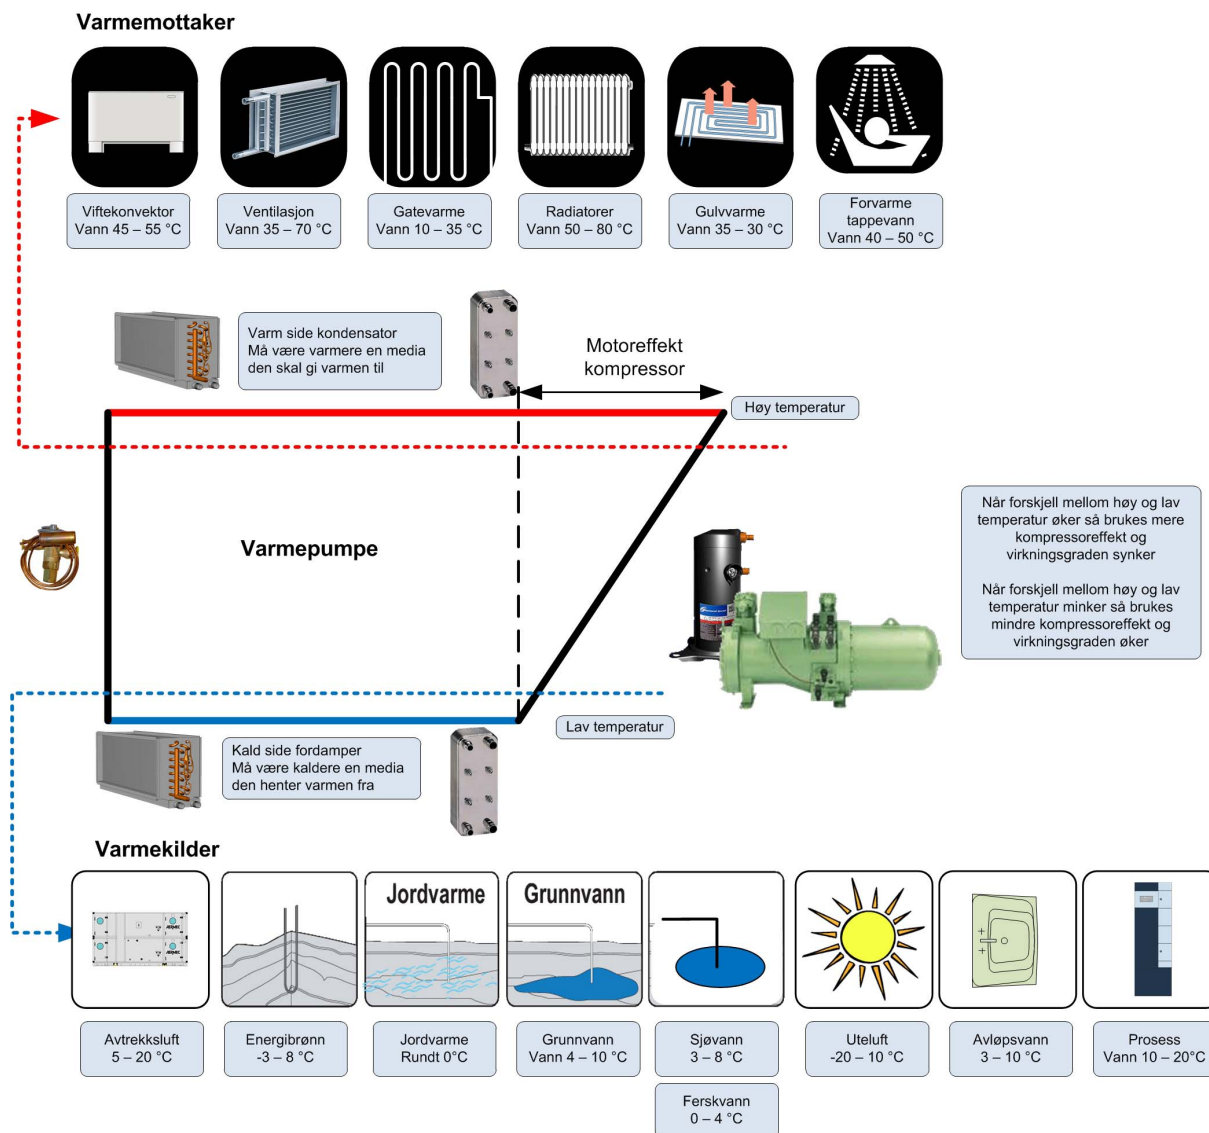 Varmemottaker
Viftekonvektor
Vann 45 – 55 °C
Ventilasjon
Vann 35 – 70 °C
Gatevarme
Vann 10 – 35 °C
Radiatorer
Vann 50 – 80 °C
Gulvvarme
Vann 35 – 30 °C
Forvarme
tappevann
Vann 40 – 50 °C
Varm side kondensator
Må være varmere en media
den skal gi varmen til
Motoreffekt
kompressor
Høy temperatur
Når forskjell mellom høy og lav
temperatur øker så brukes mere
kompressoreffekt og
virkningsgraden synker
Når forskjell mellom høy og lav
temperatur minker så brukes
mindre kompressoreffekt og
virkningsgraden øker
Varmepumpe
Lav temperatur
Kald side fordamper
Må være kaldere en media
den henter varmen fra
Varmekilder
Jordvarme
Grunnvann
Avtrekksluft
5 – 20 °C
Energibrønn
-3 – 8 °C
Jordvarme
Rundt 0°C
Grunnvann
Vann 4 – 10 °C
Sjøvann
3 – 8 °C
Ferskvann
0 – 4 °C
Uteluft
-20 – 10 °C
Avløpsvann
3 – 10 °C
Prosess
Vann 10 – 20°C